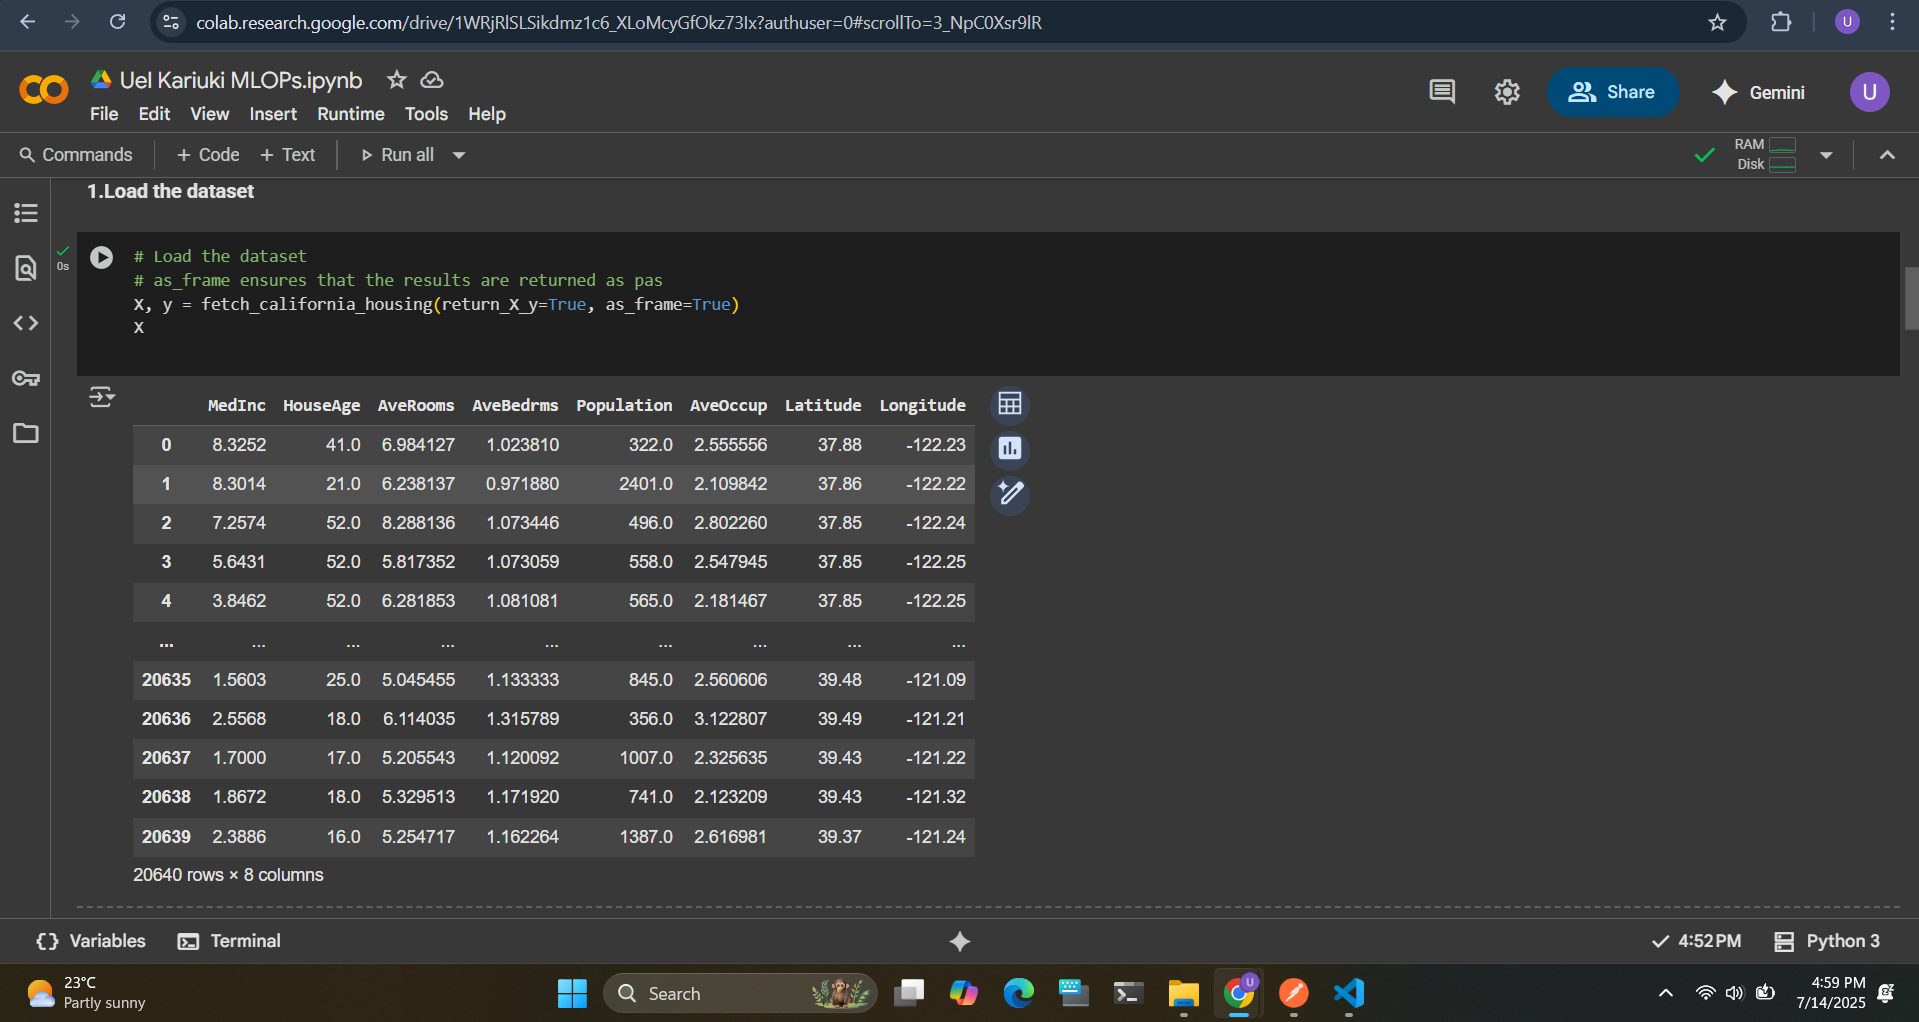 colab.research.google.com/drive/1WRjRlSLSikdmz1c6_XLoMcyGfOkz73Ix?authuser=0#scrollTo=3_NpC0Xsr9lR
U
CO
Uel Kariuki MLOPs.ipynb
File Edit View Insert Runtime Tools Help
Share
Gemini
U
Commands + Code + Text Run all
RAM
Disk
1.Load the dataset
0s
# Load the dataset
# as_frame ensures that the results are returned as pas
X, y = fetch_california_housing(return_X_y=True, as_frame=True)
X
MedInc HouseAge AveRooms AveBedrms Population AveOccup Latitude Longitude
0 8.3252 41.0 6.984127 1.023810 322.0 2.555556 37.88 -122.23
1 8.3014 21.0 6.238137 0.971880 2401.0 2.109842 37.86 -122.22
2 7.2574 52.0 8.288136 1.073446 496.0 2.802260 37.85 -122.24
3 5.6431 52.0 5.817352 1.073059 558.0 2.547945 37.85 -122.25
4 3.8462 52.0 6.281853 1.081081 565.0 2.181467 37.85 -122.25
... ... ... ... ... ... ... ... ...
20635 1.5603 25.0 5.045455 1.133333 845.0 2.560606 39.48 -121.09
20636 2.5568 18.0 6.114035 1.315789 356.0 3.122807 39.49 -121.21
20637 1.7000 17.0 5.205543 1.120092 1007.0 2.325635 39.43 -121.22
20638 1.8672 18.0 5.329513 1.171920 741.0 2.123209 39.43 -121.32
20639 2.3886 16.0 5.254717 1.162264 1387.0 2.616981 39.37 -121.24
20640 rows × 8 columns
Variables Terminal
4:52 PM Python 3
23°C
Partly sunny
Search
U
4:59 PM
7/14/2025